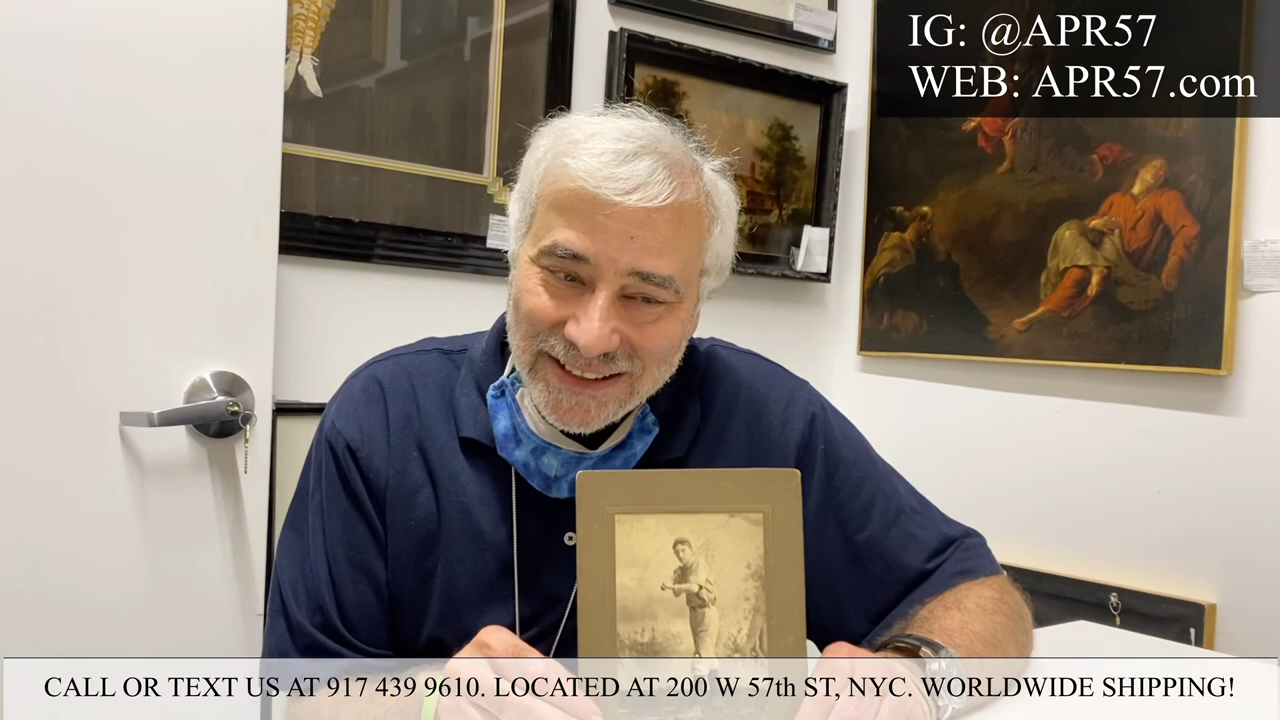 IG: @APR57
WEB: APR57.com
CALL OR TEXT US AT 917 439 9610. LOCATED AT 200 W 57th ST, NYC. WORLDWIDE SHIPPING!